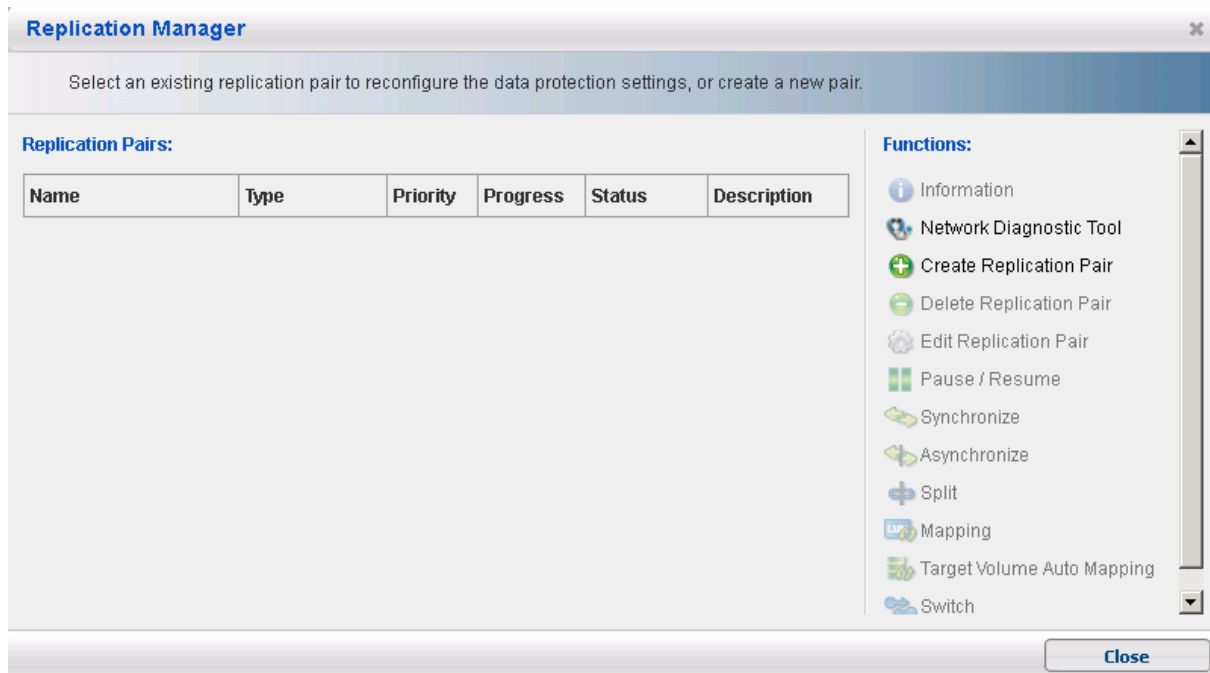 Replication Manager
Select an existing replication pair to reconfigure the data protection settings, or create a new pair.
Replication Pairs:
Name Type Priority Progress Status Description
Functions:
Information
Network Diagnostic Tool
Create Replication Pair
Delete Replication Pair
Edit Replication Pair
Pause / Resume
Synchronize
Asynchronize
Split
Mapping
Target Volume Auto Mapping
Switch
Close